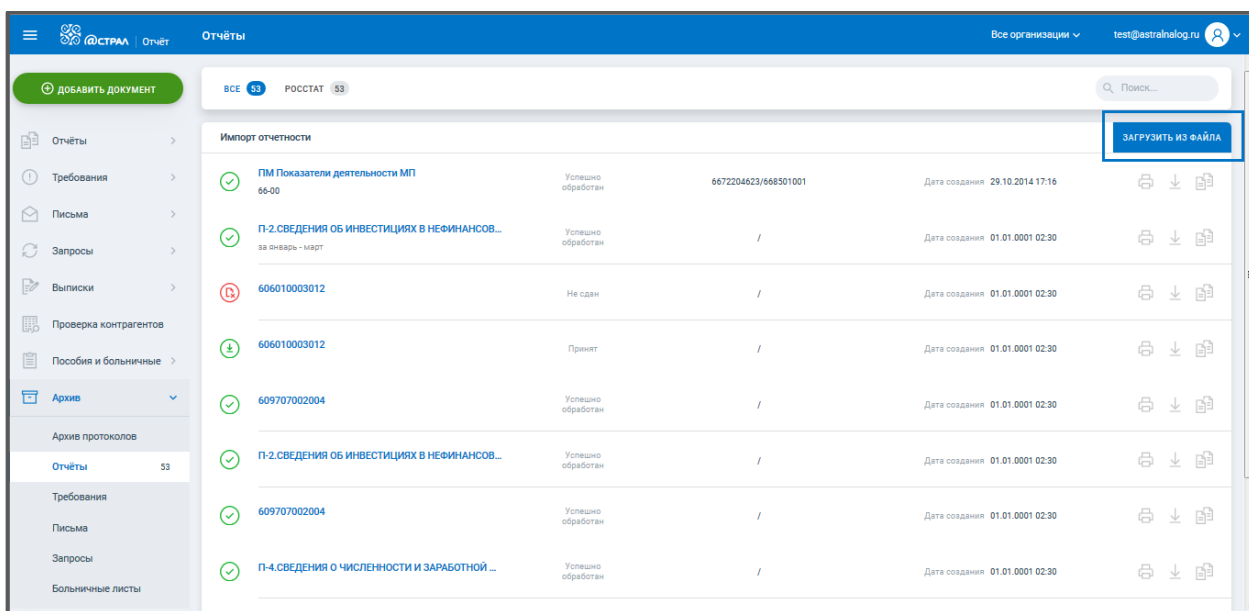 @СТРАЛ | Отчёт
Отчёты
Все организации
test@astralnalog.ru
ДОБАВИТЬ ДОКУМЕНТ
ВСЕ 53
РОССТАТ 53
Поиск...
Отчёты
Требования
Письма
Запросы
Выписки
Проверка контрагентов
Пособия и больничные
Архив
Архив протоколов
Отчёты 53
Требования
Письма
Запросы
Больничные листы
Импорт отчетности
ЗАГРУЗИТЬ ИЗ ФАЙЛА
ПМ Показатели деятельности МП
66-00
Успешно
обработан
6672204623/668501001
Дата создания 29.10.2014 17:16
П-2.СВЕДЕНИЯ ОБ ИНВЕСТИЦИЯХ В НЕФИНАНСОВ...
за январь - март
Успешно
обработан
/
Дата создания 01.01.0001 02:30
606010003012
Не сдан
/
Дата создания 01.01.0001 02:30
606010003012
Принят
/
Дата создания 01.01.0001 02:30
609707002004
Успешно
обработан
/
Дата создания 01.01.0001 02:30
П-2.СВЕДЕНИЯ ОБ ИНВЕСТИЦИЯХ В НЕФИНАНСОВ...
Успешно
обработан
/
Дата создания 01.01.0001 02:30
609707002004
Успешно
обработан
/
Дата создания 01.01.0001 02:30
П-4.СВЕДЕНИЯ О ЧИСЛЕННОСТИ И ЗАРАБОТНОЙ ...
Успешно
обработан
/
Дата создания 01.01.0001 02:30